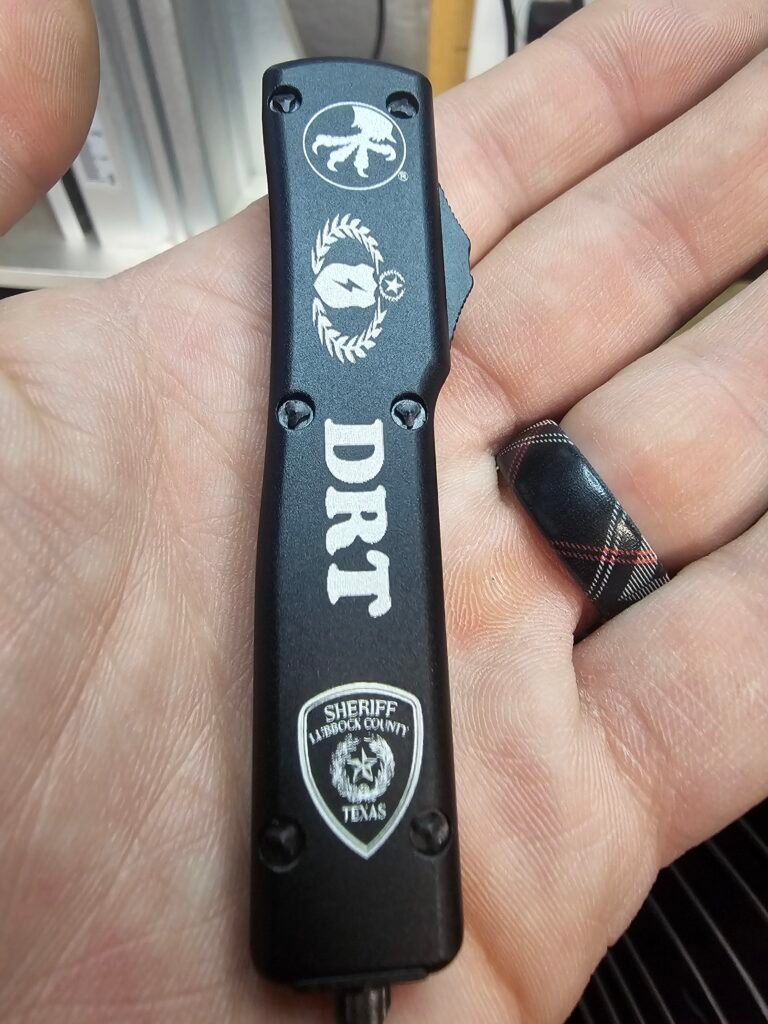 ®
DRT
SHERIFF
LUBBOCK COUNTY
TEXAS